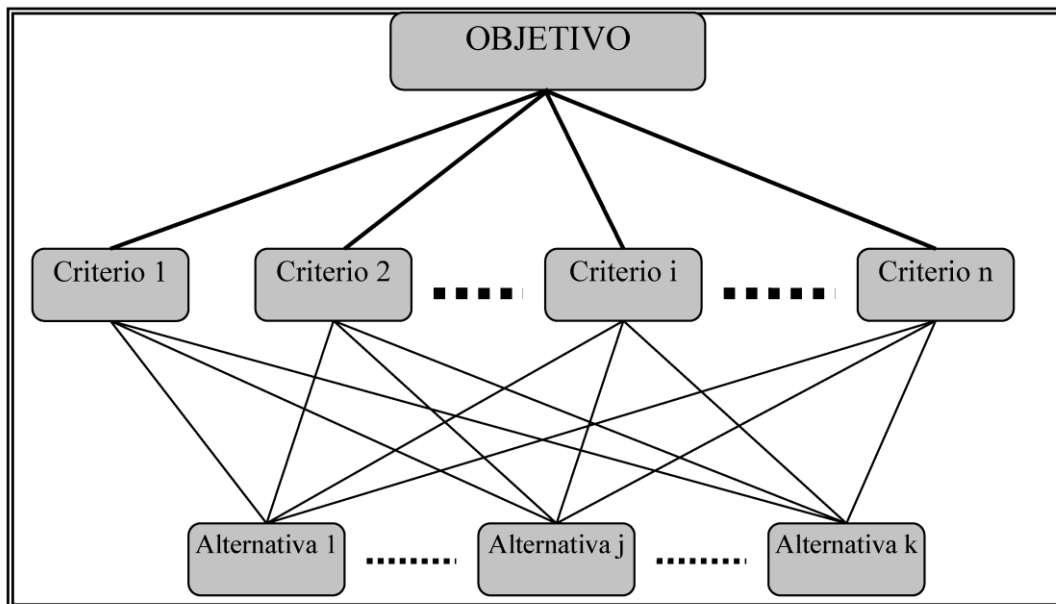 OBJETIVO
Criterio 1
Criterio 2
Criterio i
Criterio n
Alternativa 1
Alternativa j
Alternativa k